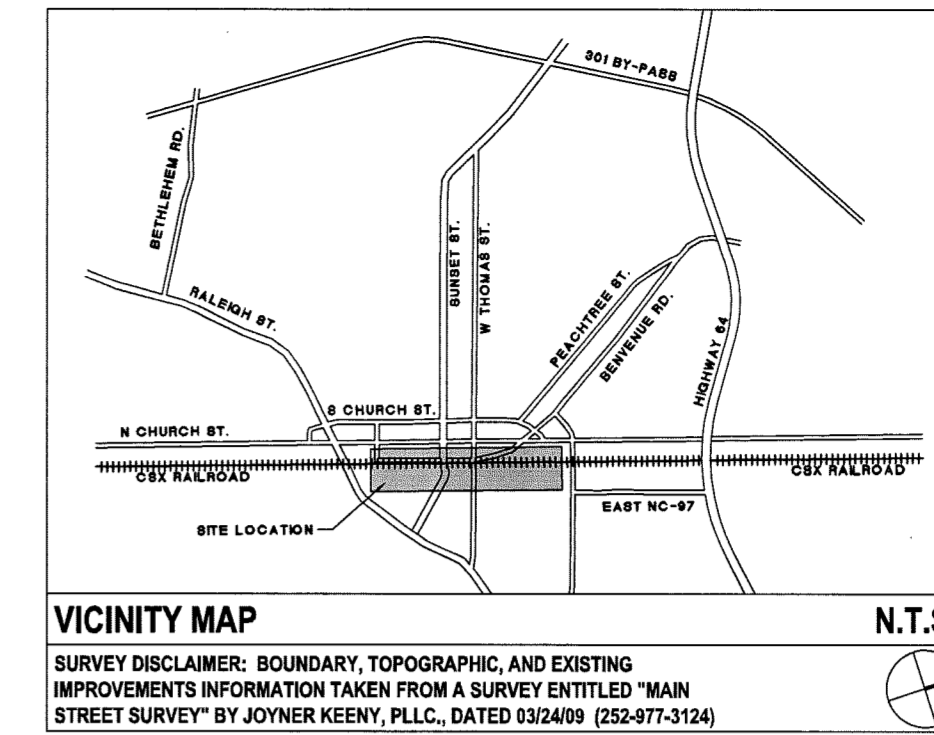 301 BY-PASS
BETHLEHEM RD.
SUNSET ST.
W THOMAS ST.
PEACHTREE ST.
BENVENUE RD.
RALEIGH ST.
HIGHWAY 64
S CHURCH ST.
N CHURCH ST.
CSX RAILROAD
CSX RAILROAD
EAST NC-97
SITE LOCATION
VICINITY MAP
N.T.S
SURVEY DISCLAIMER: BOUNDARY, TOPOGRAPHIC, AND EXISTING
IMPROVEMENTS INFORMATION TAKEN FROM A SURVEY ENTITLED "MAIN
STREET SURVEY" BY JOYNER KEENY, PLLC., DATED 03/24/09 (252-977-3124)